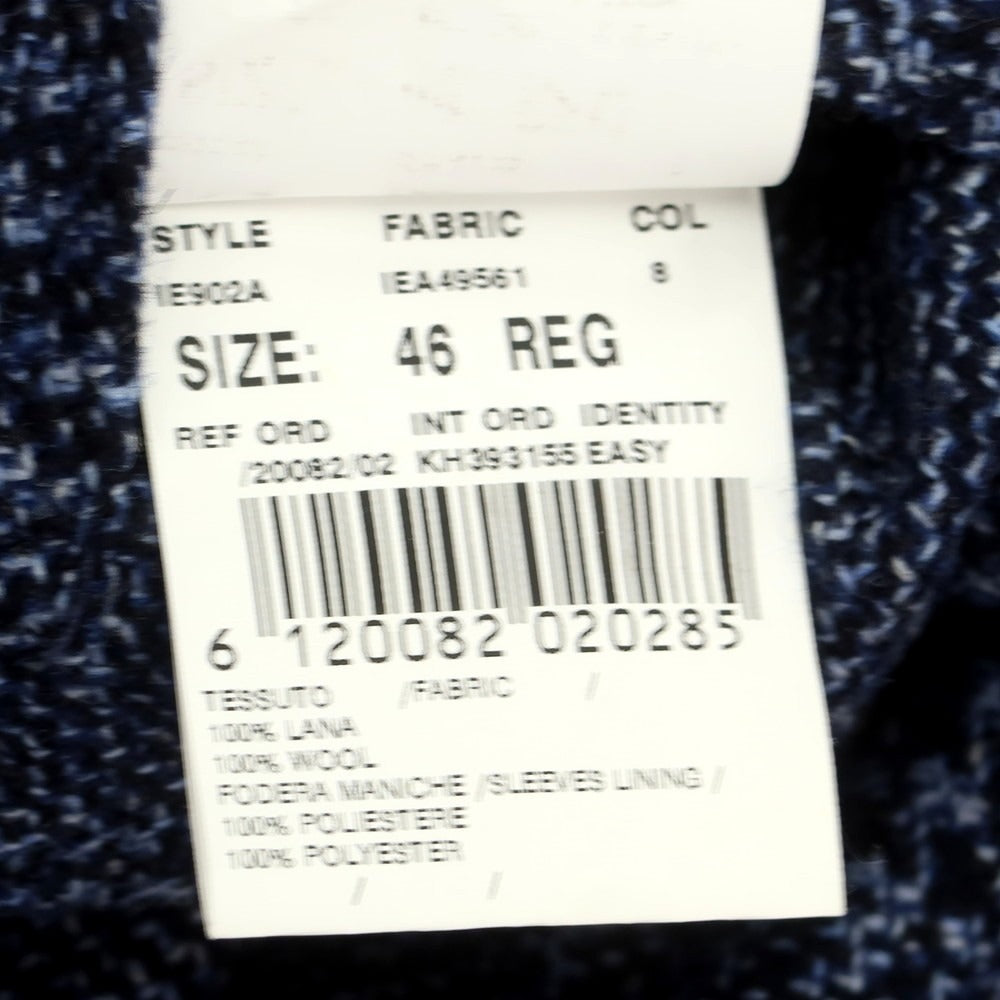 STYLE FABRIC COL
IE902A IEA49561 8
SIZE: 46 REG
REF ORD INT ORD IDENTITY
/20082/02 KH393155 EASY
6 120082 020285
TESSUTO /FABRIC /
100% LANA
100% WOOL
FODERA MANICHE /SLEEVES LINING /
100% POLIESTERE
100% POLYESTER
/ /